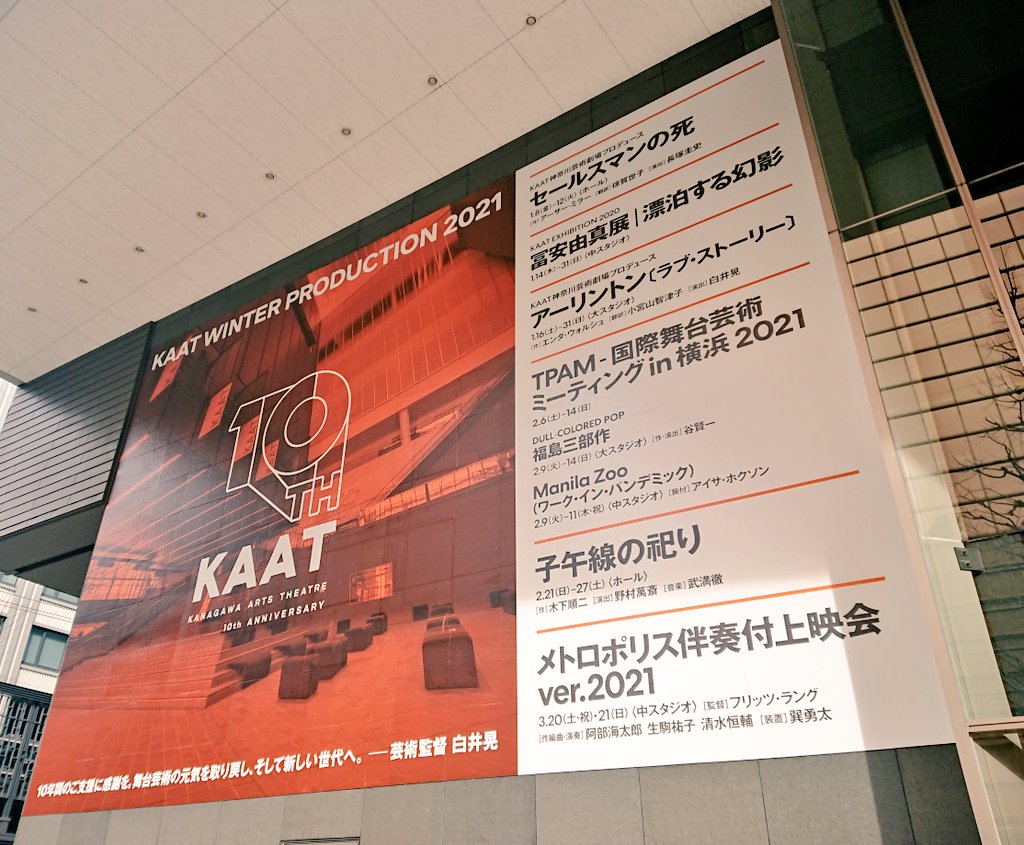 KAAT WINTER PRODUCTION 2021
10TH
KAAT
KANAGAWA ARTS THEATRE
10th ANNIVERSARY
10年間のご支援に感謝を。舞台芸術の元気を取り戻し、そして新しい世代へ。 ―芸術監督 白井晃
KAAT神奈川芸術劇場プロデュース
セールスマンの死
1.8(金)-12(火)〈ホール〉
[作]アーサー・ミラー [翻訳]徐賀世子 [演出]長塚圭史
KAAT EXHIBITION 2020
冨安由真展|漂泊する幻影
1.14(木)-31(日)〈中スタジオ〉
KAAT神奈川芸術劇場プロデュース
アーリントン〔ラブ・ストーリー〕
1.16(土)-31(日)〈大スタジオ〉
[作]エンダ・ウォルシュ [翻訳]小宮山智津子 [演出]白井晃
TPAM - 国際舞台芸術
ミーティング in 横浜 2021
2.6(土)-14(日)
DULL-COLORED POP
福島三部作
2.9(火)-14(日)〈大スタジオ〉[作・演出]谷賢一
Manila Zoo
(ワーク・イン・パンデミック)
2.9(火)-11(木・祝)〈中スタジオ〉[振付]アイサ・ホクソン
子午線の祀り
2.21(日)-27(土)〈ホール〉
[作]木下順二 [演出]野村萬斎 [音楽]武満徹
メトロポリス伴奏付上映会
ver.2021
3.20(土・祝)・21(日)〈中スタジオ〉[監督]フリッツ・ラング
[作編曲・演奏]阿部海太郎 生駒祐子 清水恒輔 [装置]巽勇太